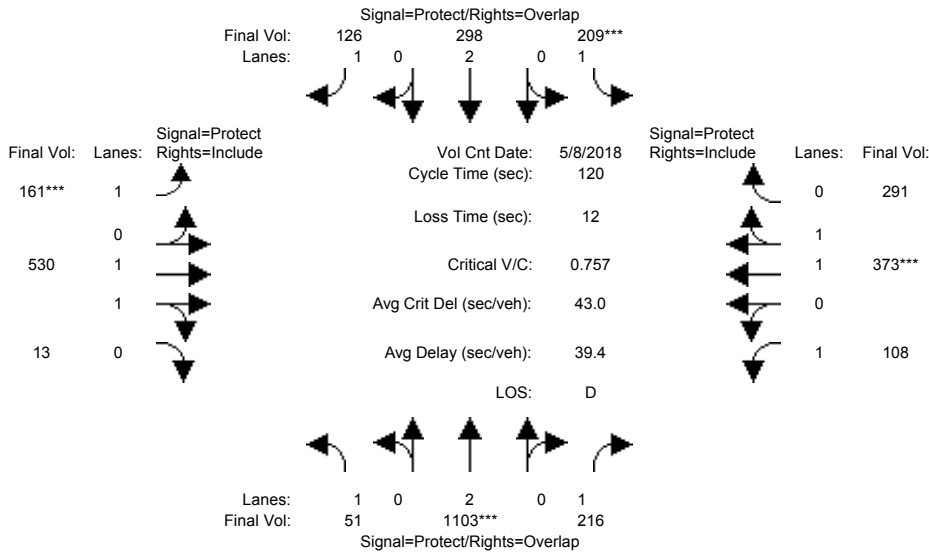 Signal=Protect/Rights=Overlap
Final Vol: 126 298 209***
Lanes: 1 0 2 0 1
Signal=Protect Signal=Protect
Final Vol: Lanes: Rights=Include Vol Cnt Date: 5/8/2018 Rights=Include Lanes: Final Vol:
Cycle Time (sec): 120
161*** 1 0 291
Loss Time (sec): 12
0 1
530 1 Critical V/C: 0.757 1 373***
1 Avg Crit Del (sec/veh): 43.0 0
13 0 Avg Delay (sec/veh): 39.4 1 108
LOS: D
Lanes: 1 0 2 0 1
Final Vol: 51 1103*** 216
Signal=Protect/Rights=Overlap